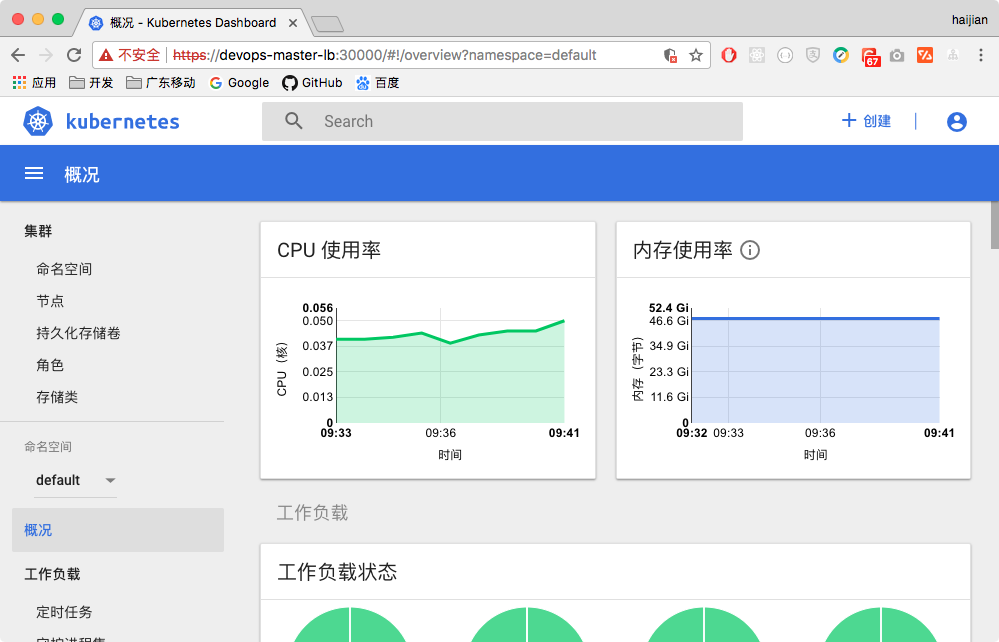 概况 - Kubernetes Dashboard
haijian
不安全 https://devops-master-lb:30000/#!/overview?namespace=default
67
应用 开发 广东移动 Google GitHub 百度
kubernetes
Search
创建
概况
集群
命名空间
节点
持久化存储卷
角色
存储类
命名空间
default
概况
工作负载
定时任务
守护进程集
CPU 使用率
CPU（核）
0.056
0.050
0.037
0.025
0.013
0
09:33 09:36 09:41
时间
内存使用率
内存（字节）
52.4 Gi
46.6 Gi
34.9 Gi
23.3 Gi
11.6 Gi
0
09:32 09:33 09:36 09:41
时间
工作负载
工作负载状态